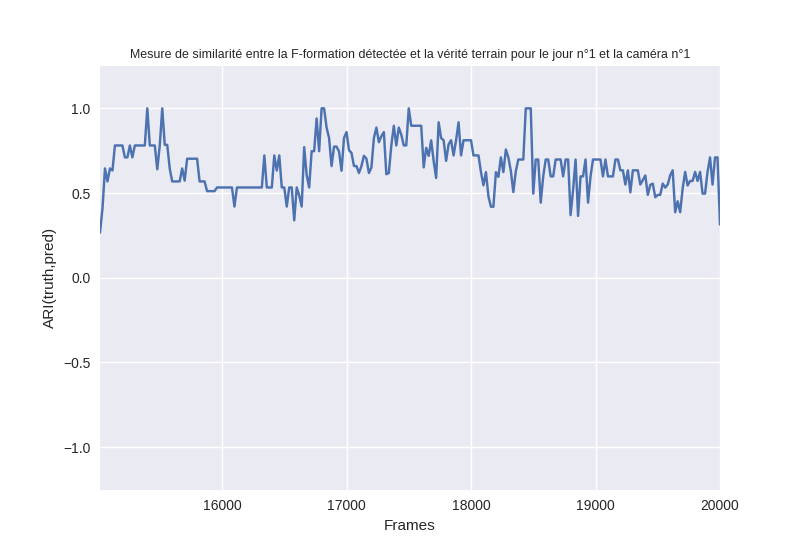 Mesure de similarité entre la F-formation détectée et la vérité terrain pour le jour n°1 et la caméra n°1
1.0
0.5
0.0
−0.5
−1.0
ARI(truth,pred)
16000 17000 18000 19000 20000
Frames